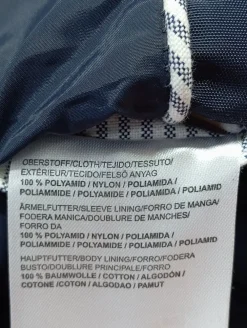 OBERSTOFF/CLOTH/TEJIDO/TESSUTO/
EXTÉRIEUR/TECIDO/FELSŐ ANYAG
100 % POLYAMID / NYLON / POLIAMIDA /
POLIAMMIDE / POLYAMIDE / POLIAMIDA / POLIAMID
ÄRMELFUTTER/SLEEVE LINING/FORRO DE MANGA/
FODERA MANICA/DOUBLURE DE MANCHES/
FORRO DA
100 % POLYAMID / NYLON / POLIAMIDA /
POLIAMMIDE / POLYAMIDE / POLIAMIDA / POLIAMID
HAUPTFUTTER/BODY LINING/FORRO/FODERA
BUSTO/DOUBLURE PRINCIPALE/FORRO
100 % BAUMWOLLE / COTTON / ALGODÓN /
COTONE / COTON / ALGODAO / PAMUT